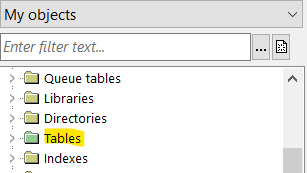 My objects
Enter filter text...
...
Queue tables
Libraries
Directories
Tables
Indexes